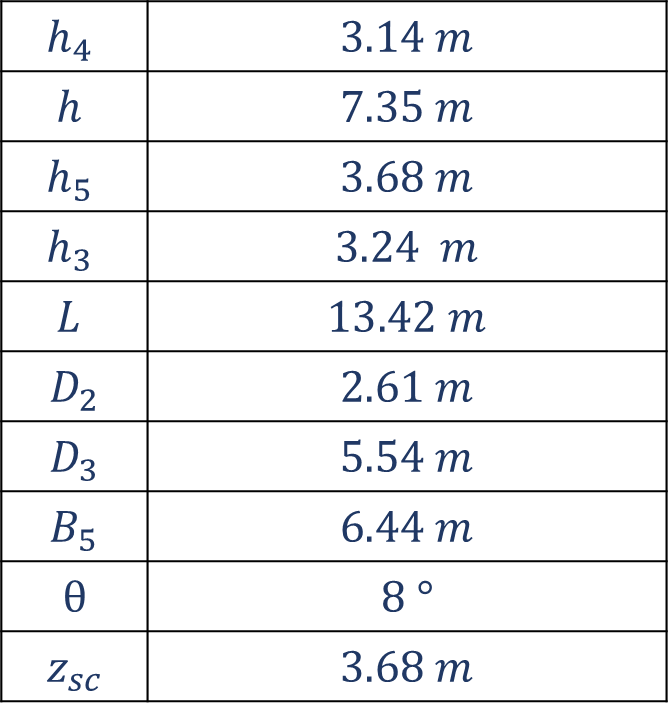 h₄ 3.14 m
h 7.35 m
h₅ 3.68 m
h₃ 3.24 m
L 13.42 m
D₂ 2.61 m
D₃ 5.54 m
B₅ 6.44 m
θ 8 °
z_sc 3.68 m